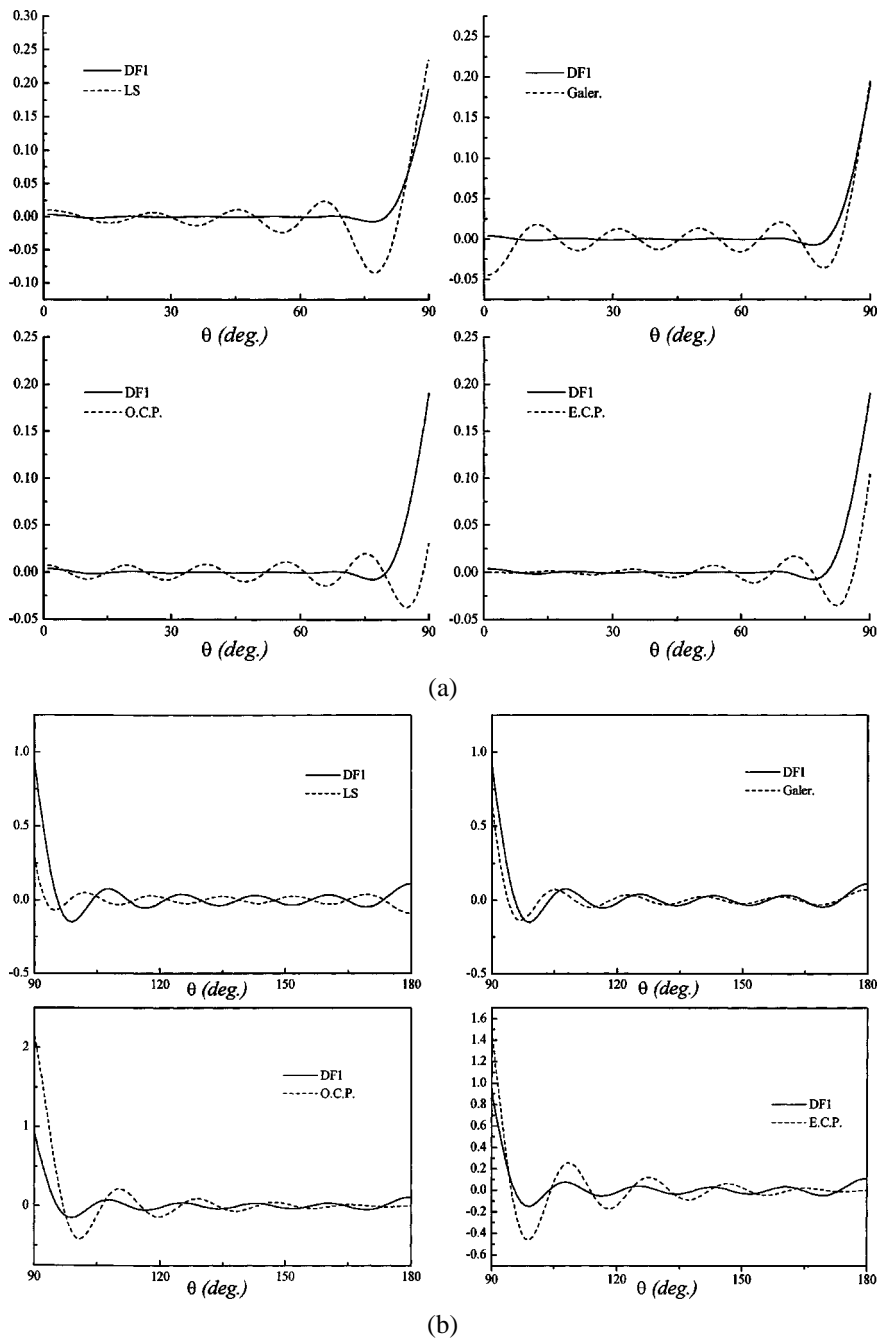 0.30
0.25
0.20
0.15
0.10
0.05
0.00
-0.05
-0.10
DF1
LS
0 30 60 90
θ (deg.)
0.25
0.20
0.15
0.10
0.05
0.00
-0.05
DF1
Galer.
0 30 60 90
θ (deg.)
0.25
0.20
0.15
0.10
0.05
0.00
-0.05
DF1
O.C.P.
0 30 60 90
θ (deg.)
0.25
0.20
0.15
0.10
0.05
0.00
-0.05
DF1
E.C.P.
0 30 60 90
θ (deg.)
(a)
1.0
0.5
0.0
-0.5
DF1
LS
90 120 150 180
θ (deg.)
1.0
0.5
0.0
-0.5
DF1
Galer.
90 120 150 180
θ (deg.)
2
1
0
DF1
O.C.P.
90 120 150 180
θ (deg.)
1.6
1.4
1.2
1.0
0.8
0.6
0.4
0.2
0.0
-0.2
-0.4
-0.6
DF1
E.C.P.
90 120 150 180
θ (deg.)
(b)